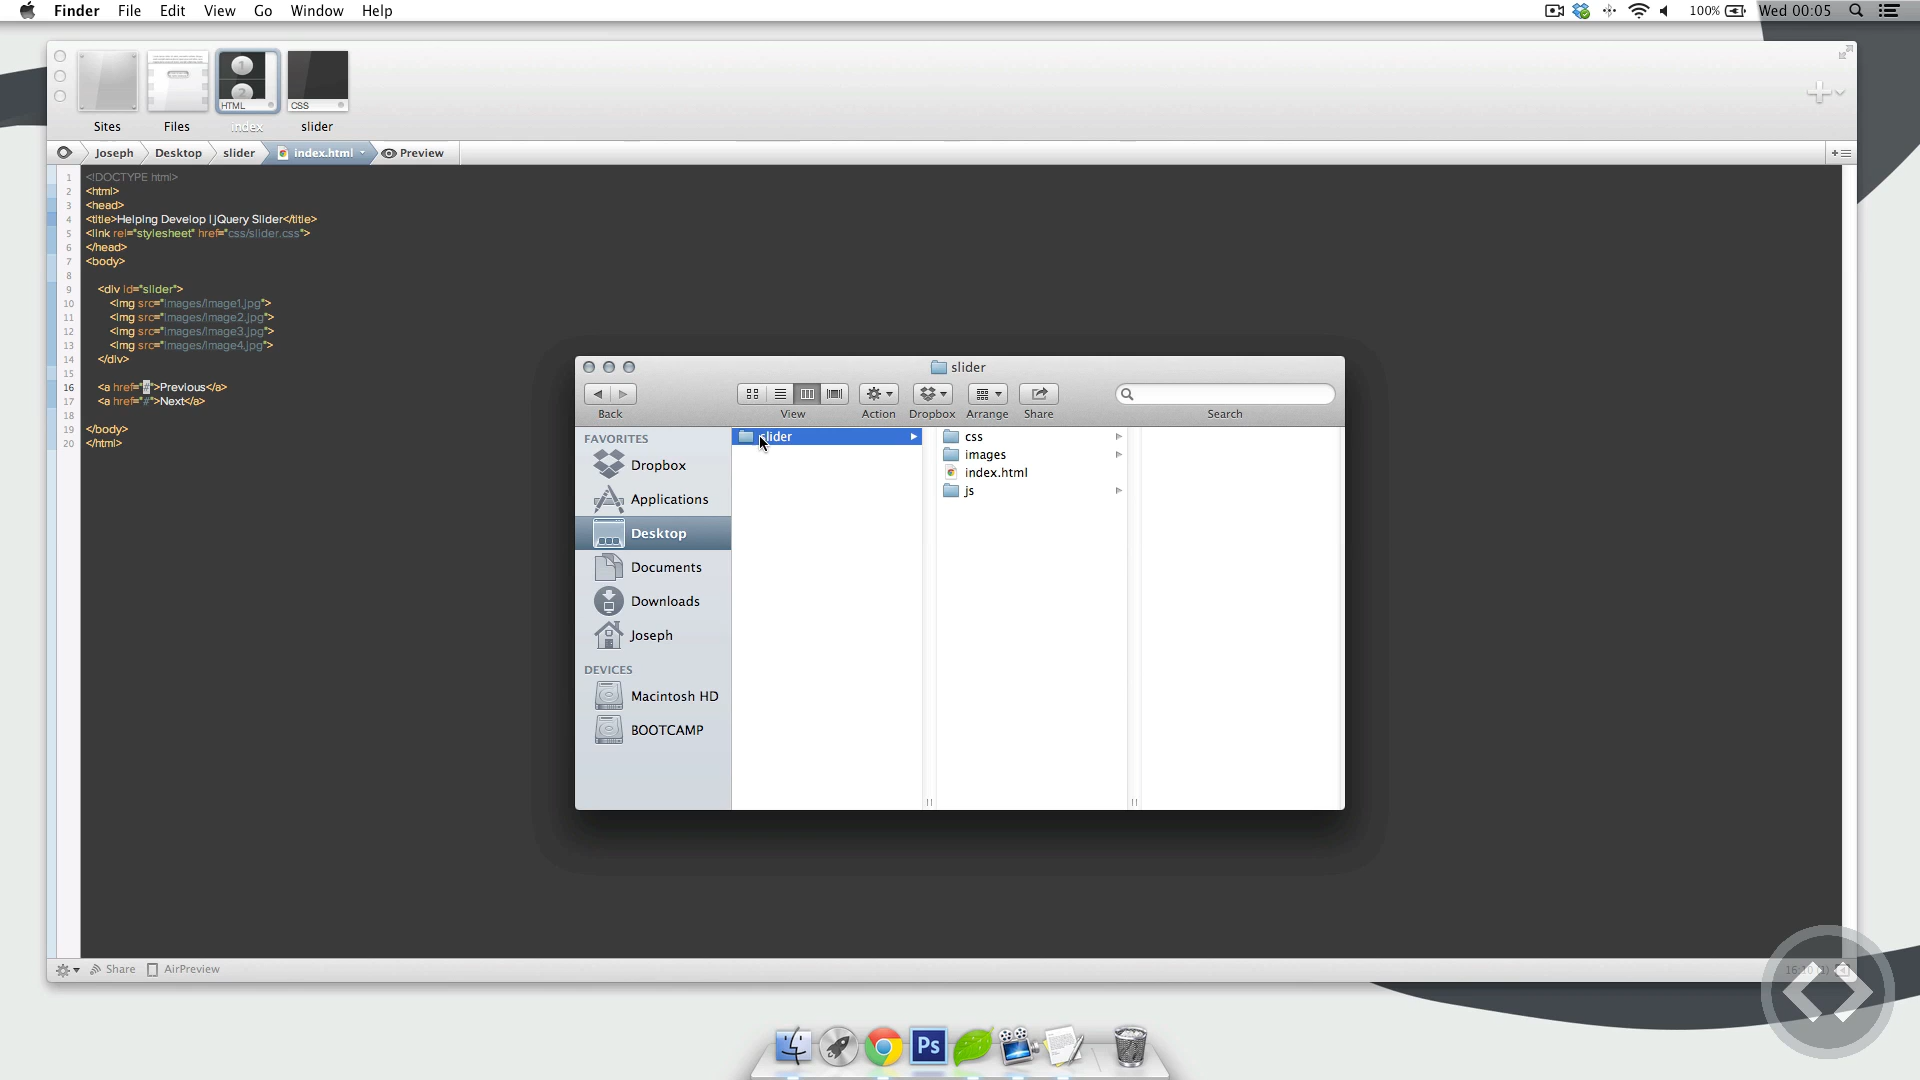 Finder File Edit View Go Window Help
100% Wed 00:05
1
2
HTML
CSS
Sites Files index slider
Joseph Desktop slider index.html Preview
1 <!DOCTYPE html>
2 <html>
3 <head>
4 <title>Helping Develop | jQuery Slider</title>
5 <link rel="stylesheet" href="css/slider.css">
6 </head>
7 <body>
8
9 <div id="slider">
10 <img src="images/image1.jpg">
11 <img src="images/image2.jpg">
12 <img src="images/image3.jpg">
13 <img src="images/image4.jpg">
14 </div>
15
16 <a href="#">Previous</a>
17 <a href="#">Next</a>
18
19 </body>
20 </html>
slider
Back View Action Dropbox Arrange Share Search
FAVORITES
Dropbox
Applications
Desktop
Documents
Downloads
Joseph
DEVICES
Macintosh HD
BOOTCAMP
slider
css
images
index.html
js
Share AirPreview
Ps